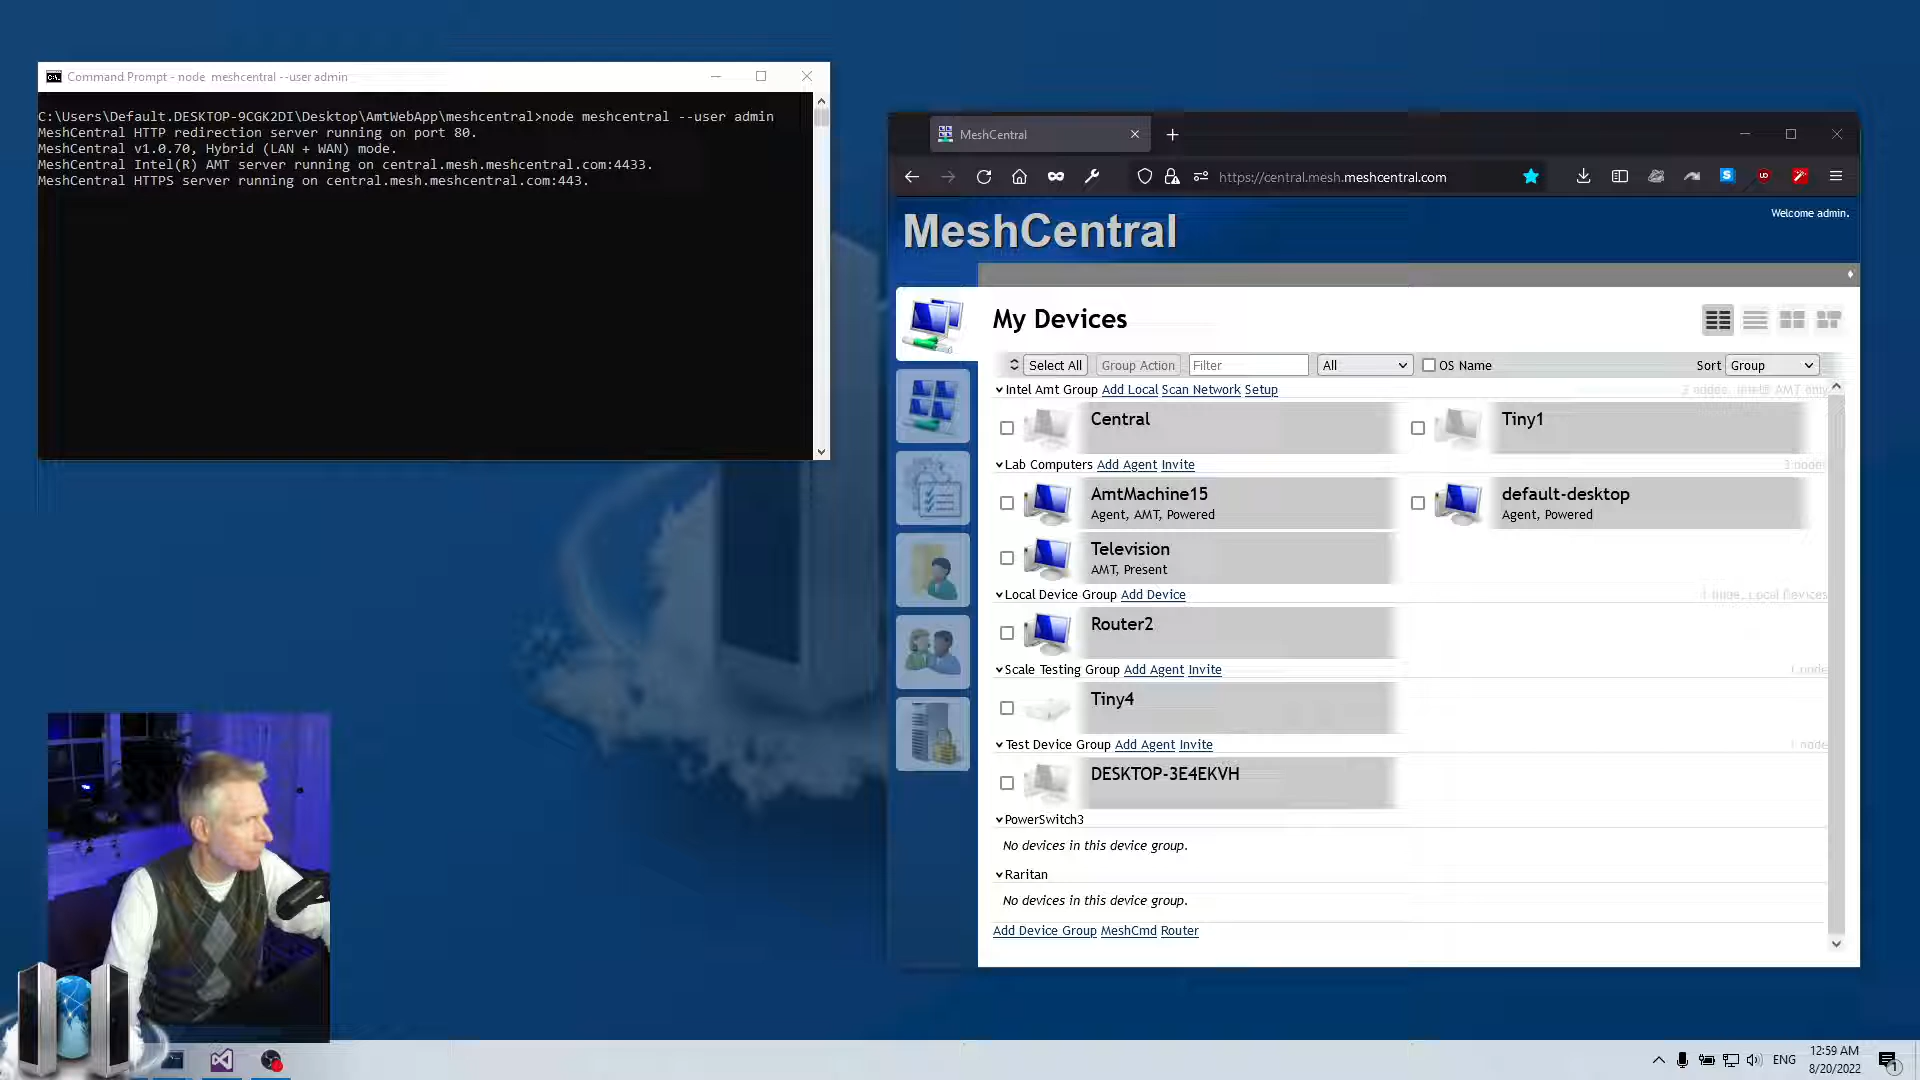 Command Prompt - node  meshcentral --user admin
C:\Users\Default.DESKTOP-9CGK2DI\Desktop\AmtWebApp\meshcentral>node meshcentral --user admin
MeshCentral HTTP redirection server running on port 80.
MeshCentral v1.0.70, Hybrid (LAN + WAN) mode.
MeshCentral Intel(R) AMT server running on central.mesh.meshcentral.com:4433.
MeshCentral HTTPS server running on central.mesh.meshcentral.com:443.
MeshCentral
https://central.mesh.meshcentral.com
MeshCentral
Welcome admin.
My Devices
Select All Group Action Filter All OS Name Sort Group
Intel Amt Group Add Local Scan Network Setup
Central
Tiny1
Lab Computers Add Agent Invite
AmtMachine15
Agent, AMT, Powered
default-desktop
Agent, Powered
Television
AMT, Present
Local Device Group Add Device
Router2
Scale Testing Group Add Agent Invite
1 node
Tiny4
Test Device Group Add Agent Invite
1 node
DESKTOP-3E4EKVH
PowerSwitch3
No devices in this device group.
Raritan
No devices in this device group.
Add Device Group MeshCmd Router
ENG
12:59 AM
8/20/2022
1